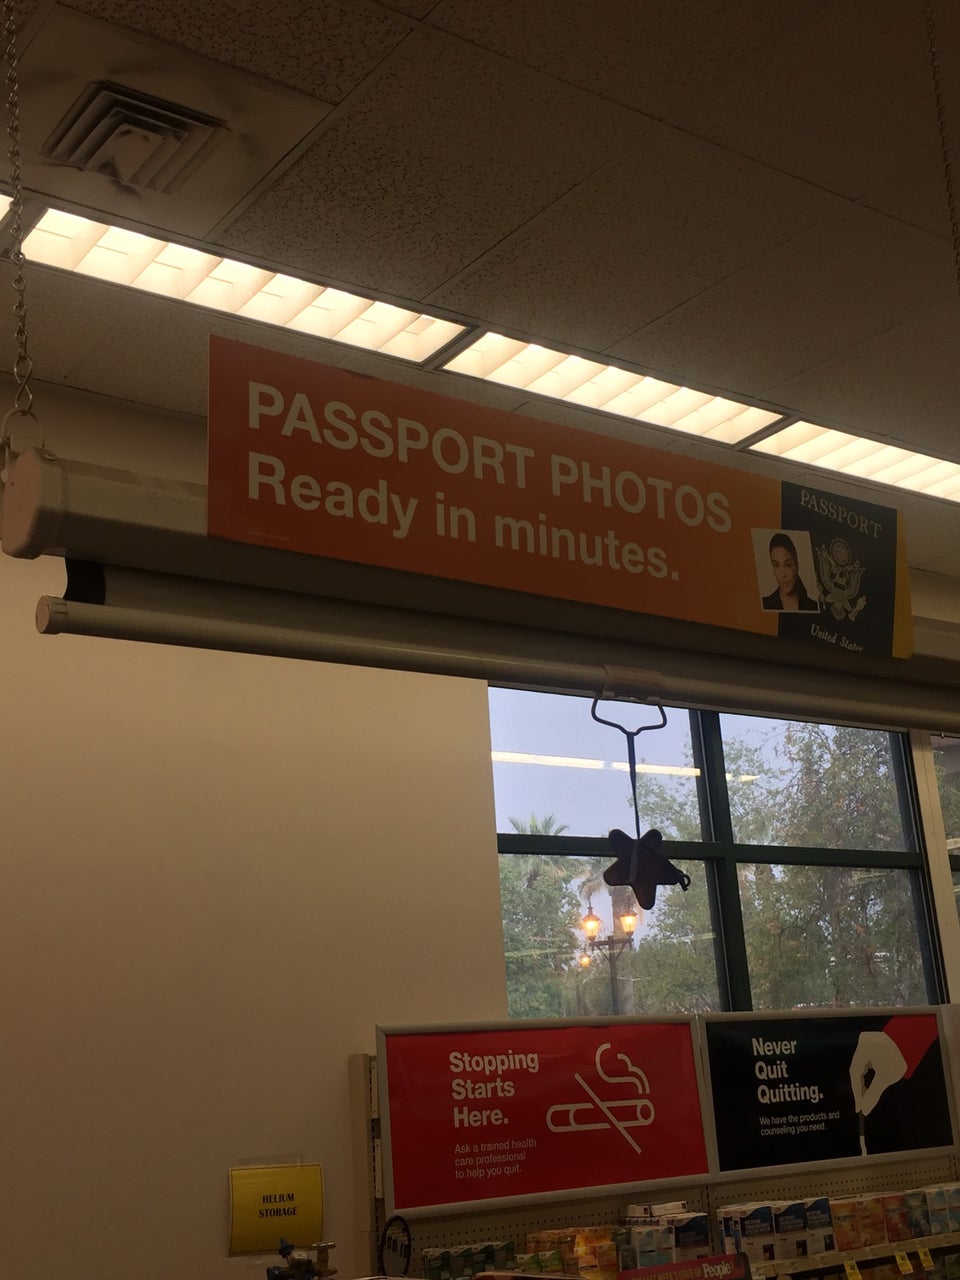 PASSPORT PHOTOS
Ready in minutes.
PASSPORT
United States
Stopping
Starts
Here.
Ask a trained health
care professional
to help you quit.
Never
Quit
Quitting.
We have the products and
counseling you need.
HELIUM
STORAGE
People